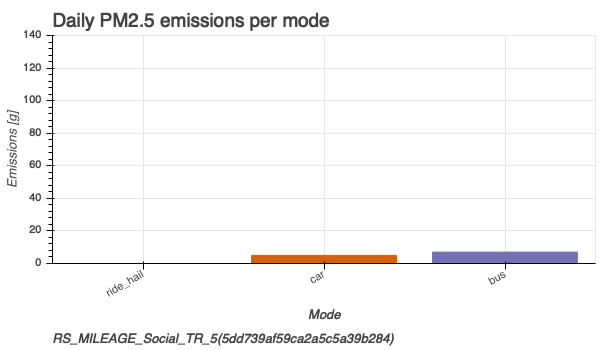 Daily PM2.5 emissions per mode
140
120
100
80
60
40
20
0
Emissions [g]
ride_hail
car
bus
Mode
RS_MILEAGE_Social_TR_5(5dd739af59ca2a5c5a39b284)